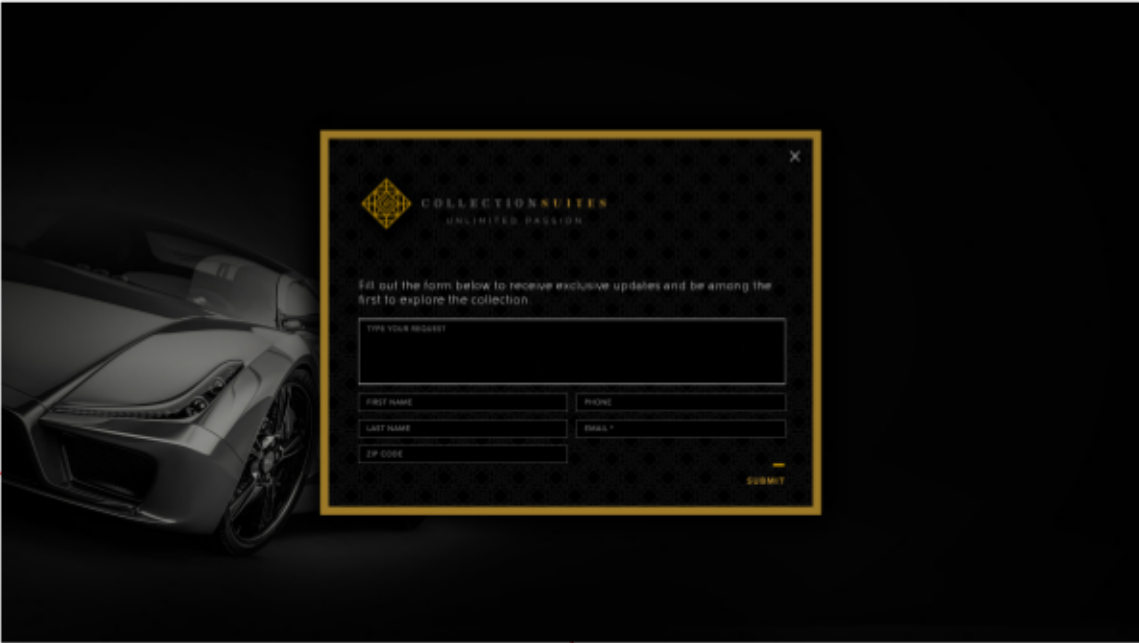 COLLECTIONSUITES
UNLIMITED PASSION
Fill out the form below to receive exclusive updates and be among the
first to explore the collection.
TYPE YOUR REQUEST
FIRST NAME
PHONE
LAST NAME
EMAIL *
ZIP CODE
SUBMIT